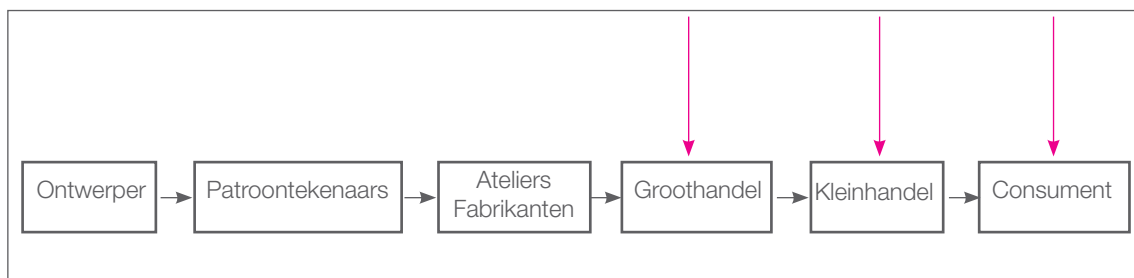 Ontwerper
Patroontekenaars
Ateliers
Fabrikanten
Groothandel
Kleinhandel
Consument